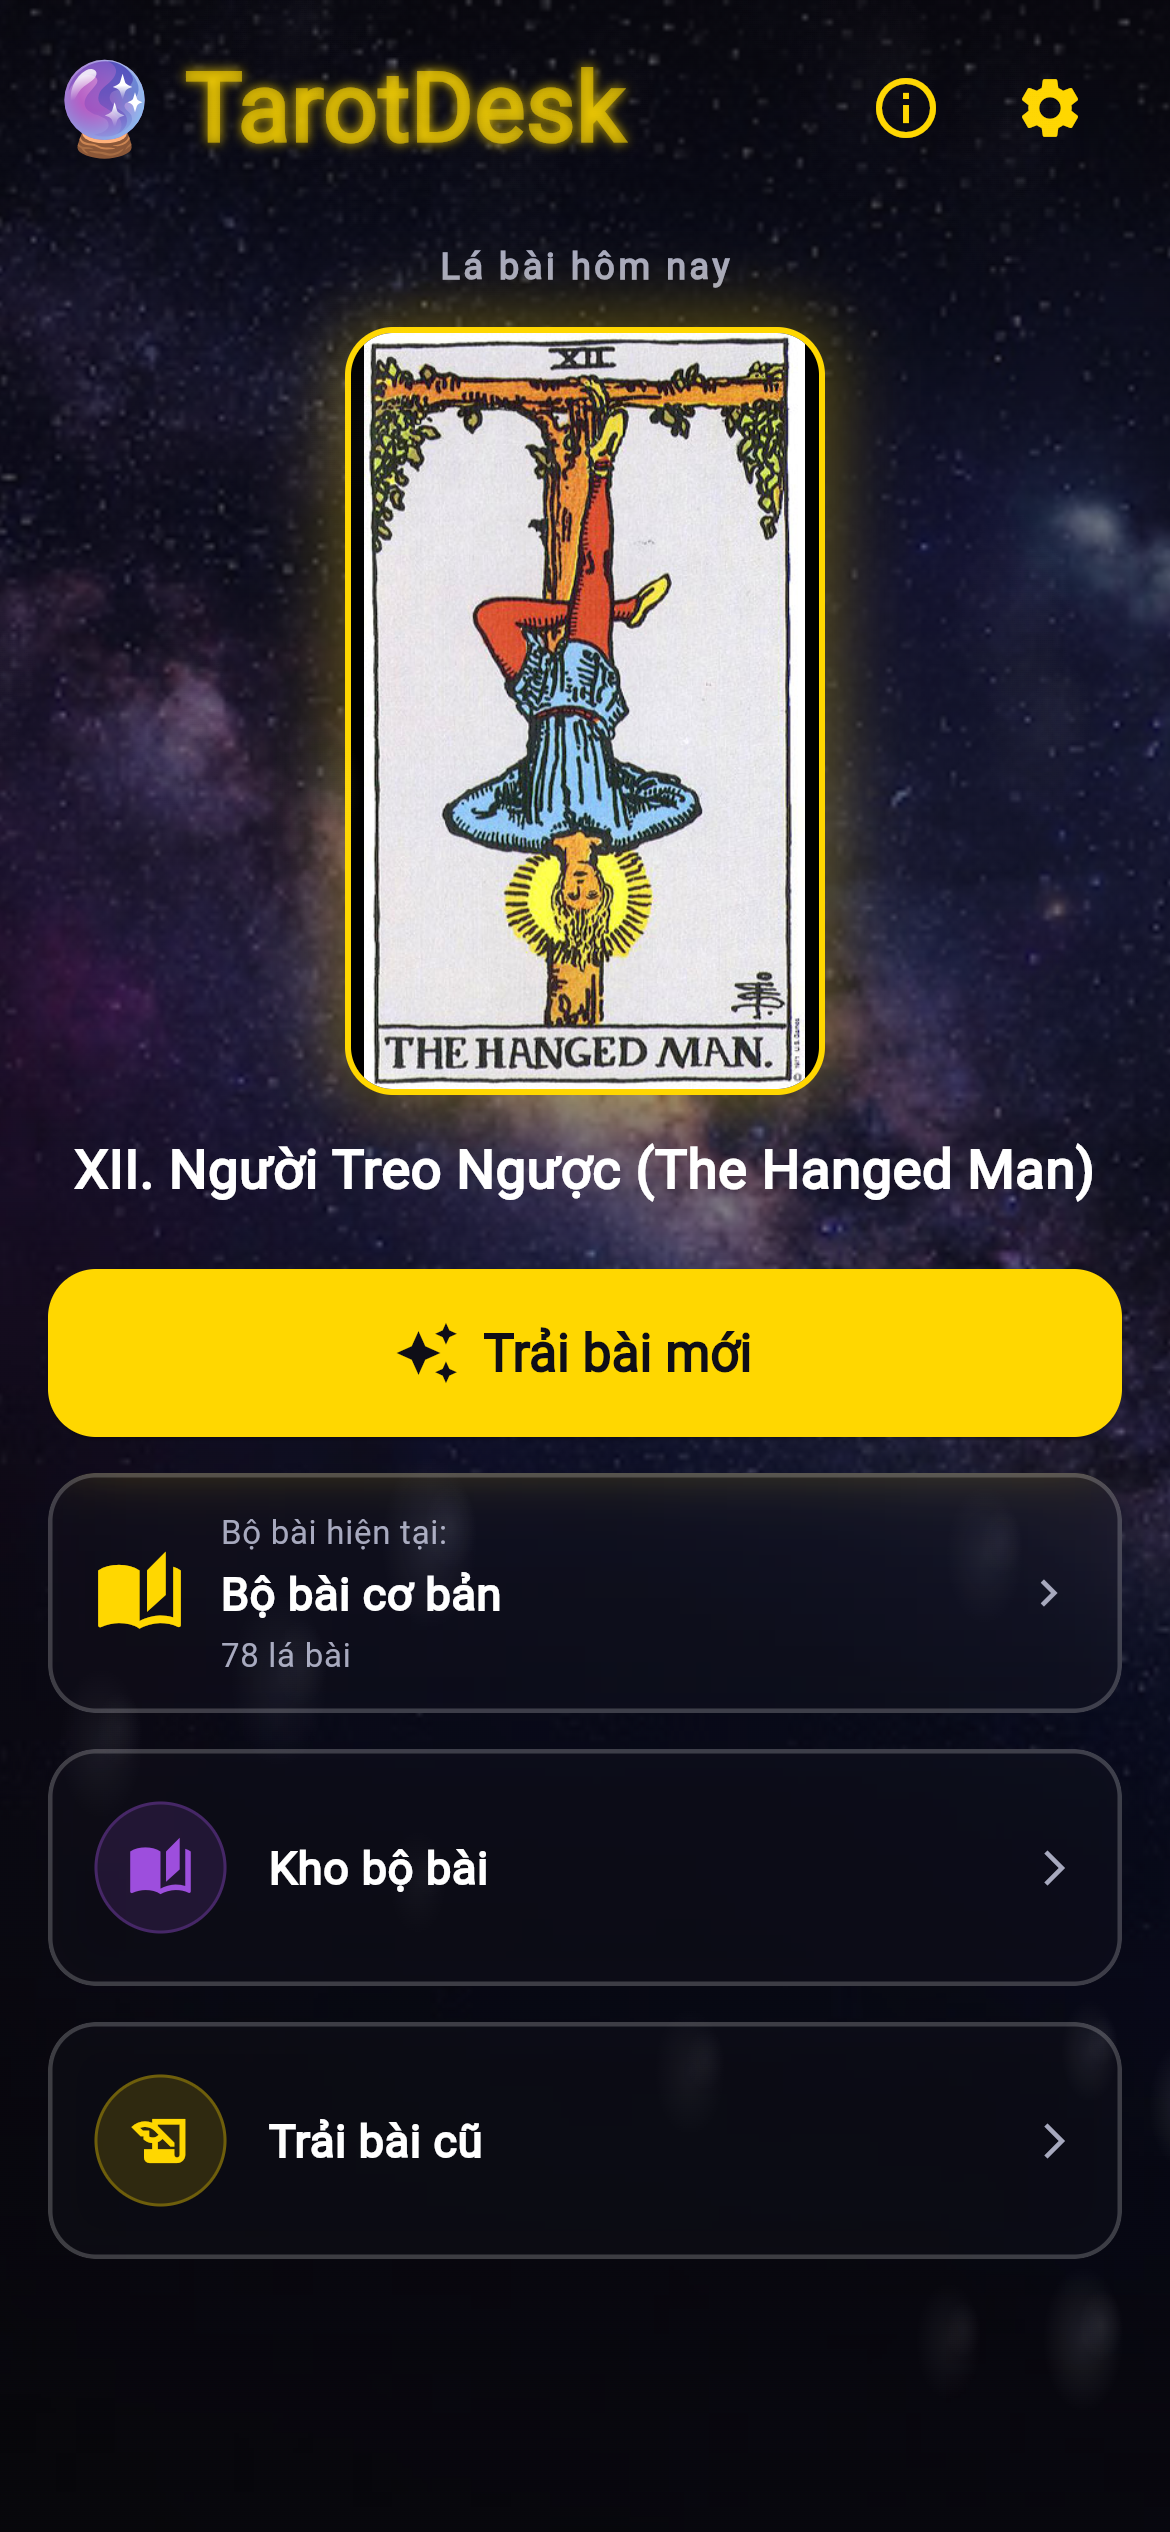 TarotDesk
Lá bài hôm nay
XII
THE HANGED MAN.
XII. Người Treo Ngược (The Hanged Man)
Trải bài mới
Bộ bài hiện tại:
Bộ bài cơ bản
78 lá bài
Kho bộ bài
Trải bài cũ